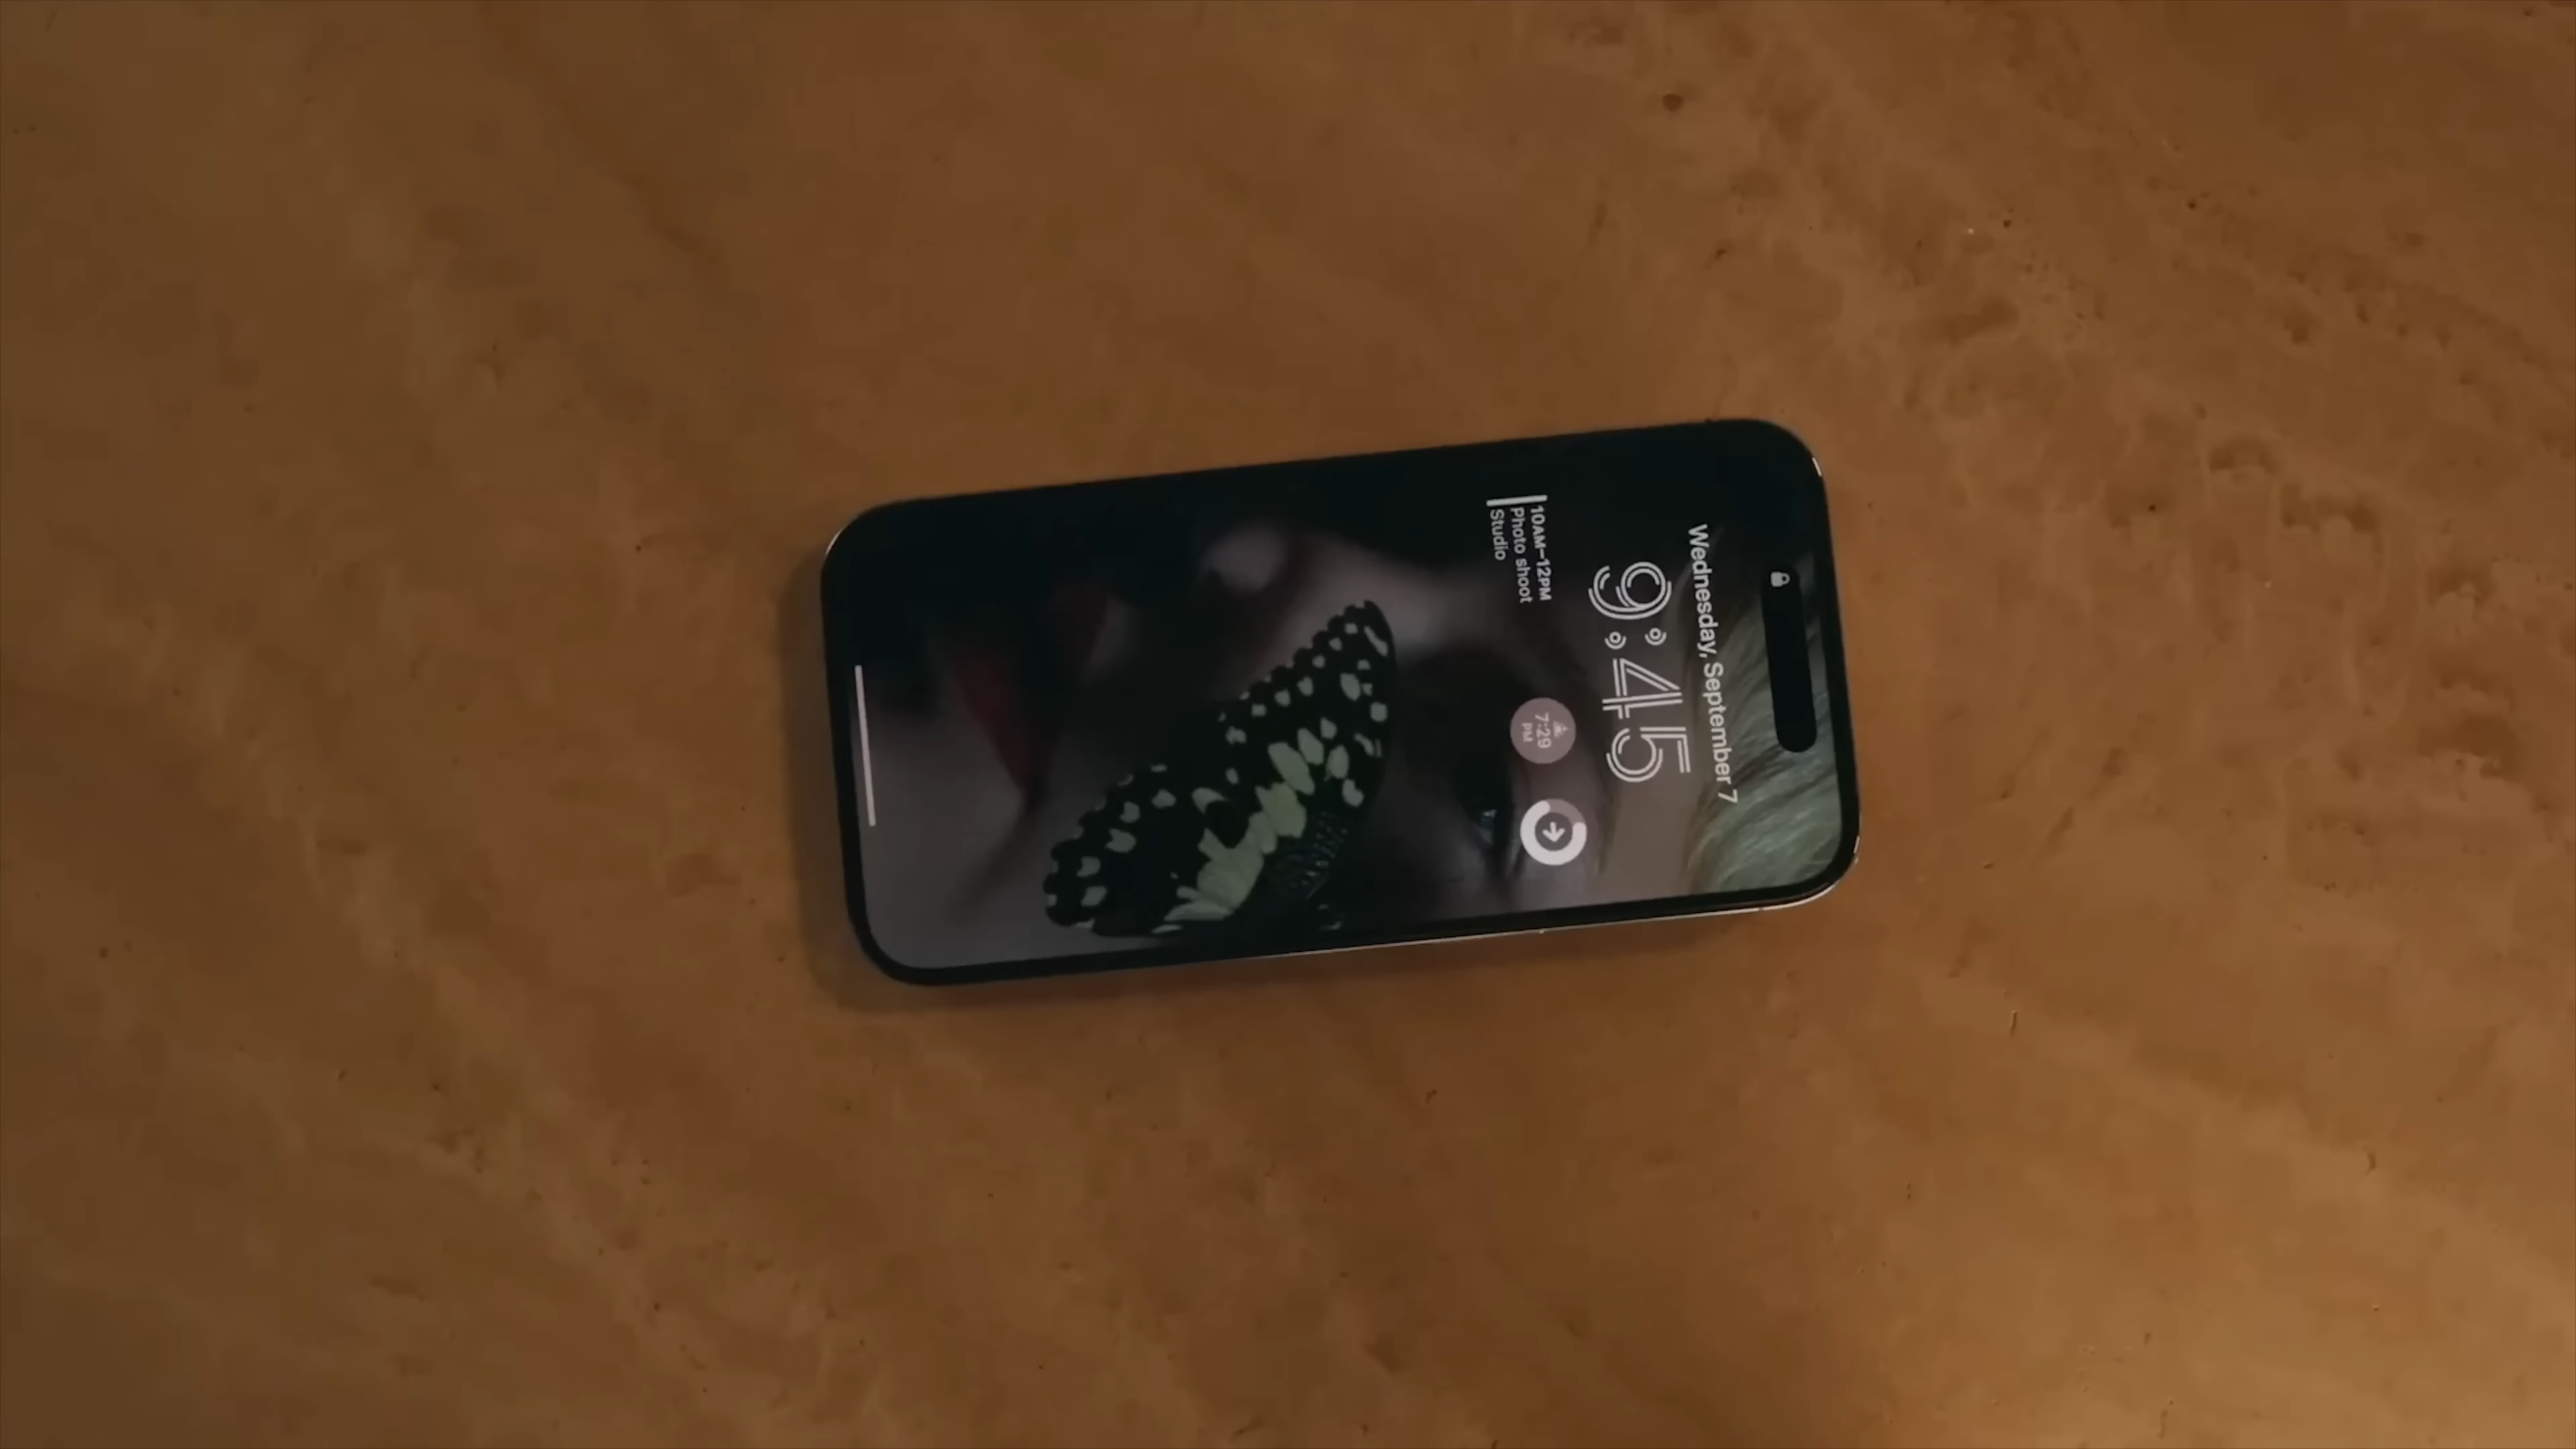 Wednesday, September 7
9:45
10AM–12PM
Photo shoot
Studio
7:29
PM